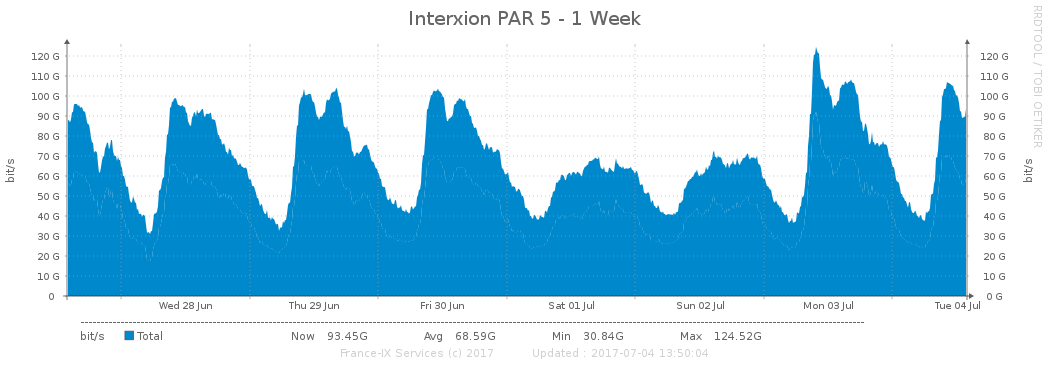 Interxion PAR 5 - 1 Week
RRDTOOL / TOBI OETIKER
bit/s
120 G 120 G
110 G 110 G
100 G 100 G
90 G 90 G
80 G 80 G
70 G 70 G
60 G 60 G
50 G 50 G
40 G 40 G
30 G 30 G
20 G 20 G
10 G 10 G
0 0 G
bit/s
Wed 28 Jun Thu 29 Jun Fri 30 Jun Sat 01 Jul Sun 02 Jul Mon 03 Jul Tue 04 Jul
bit/s Total Now 93.45G Avg 68.59G Min 30.84G Max 124.52G
France-IX Services (c) 2017 Updated : 2017-07-04 13:50:04